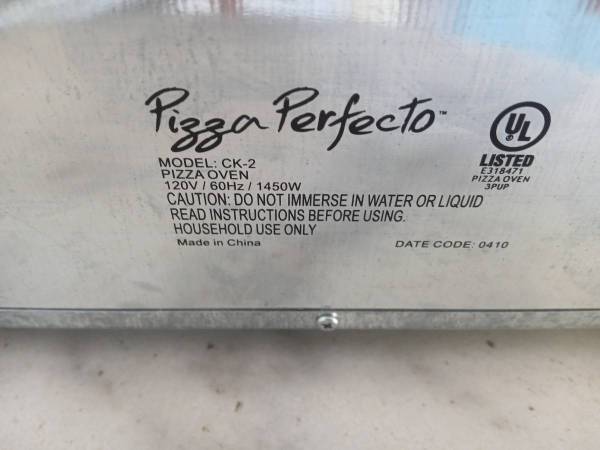 Pizza Perfecto™
UL
LISTED
E318471
PIZZA OVEN
3PUP
MODEL: CK-2
PIZZA OVEN
120V / 60Hz / 1450W
CAUTION: DO NOT IMMERSE IN WATER OR LIQUID
READ INSTRUCTIONS BEFORE USING.
HOUSEHOLD USE ONLY
Made in China
DATE CODE: 0410